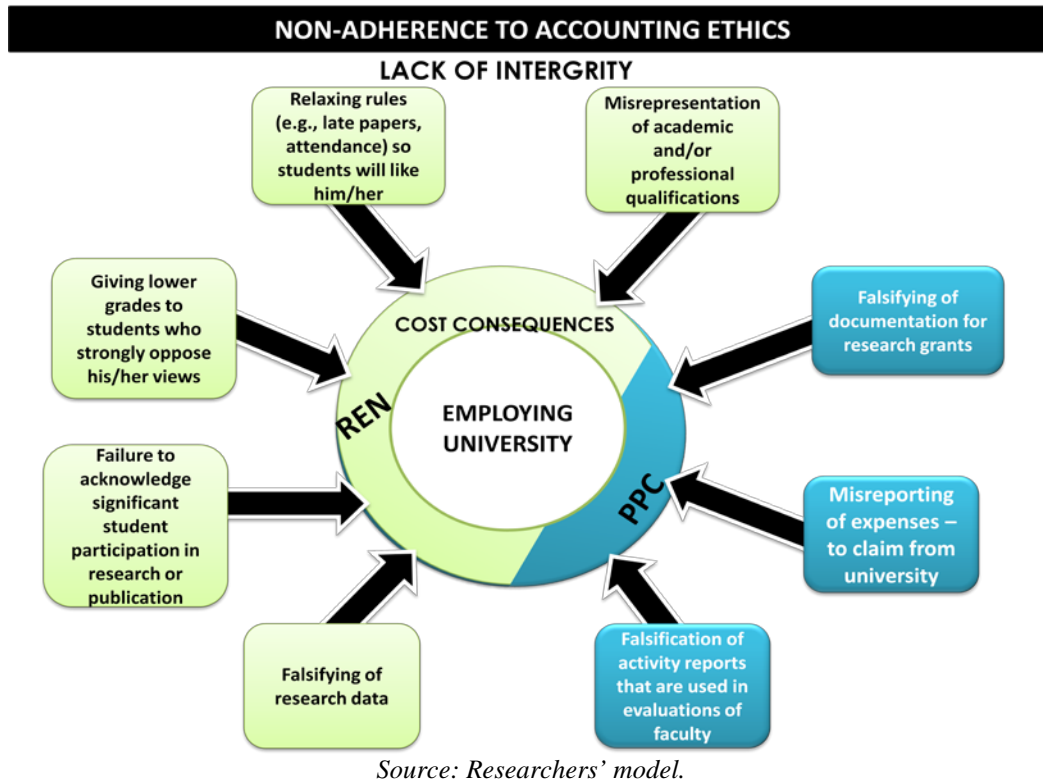 NON-ADHERENCE TO ACCOUNTING ETHICS
LACK OF INTERGRITY
Relaxing rules
(e.g., late papers,
attendance) so
students will like
him/her
Misrepresentation
of academic
and/or
professional
qualifications
Giving lower
grades to
students who
strongly oppose
his/her views
Falsifying of
documentation for
research grants
COST CONSEQUENCES
REN
EMPLOYING
UNIVERSITY
PPC
Failure to
acknowledge
significant
student
participation in
research or
publication
Misreporting
of expenses –
to claim from
university
Falsifying of
research data
Falsification of
activity reports
that are used in
evaluations of
faculty
Source: Researchers' model.